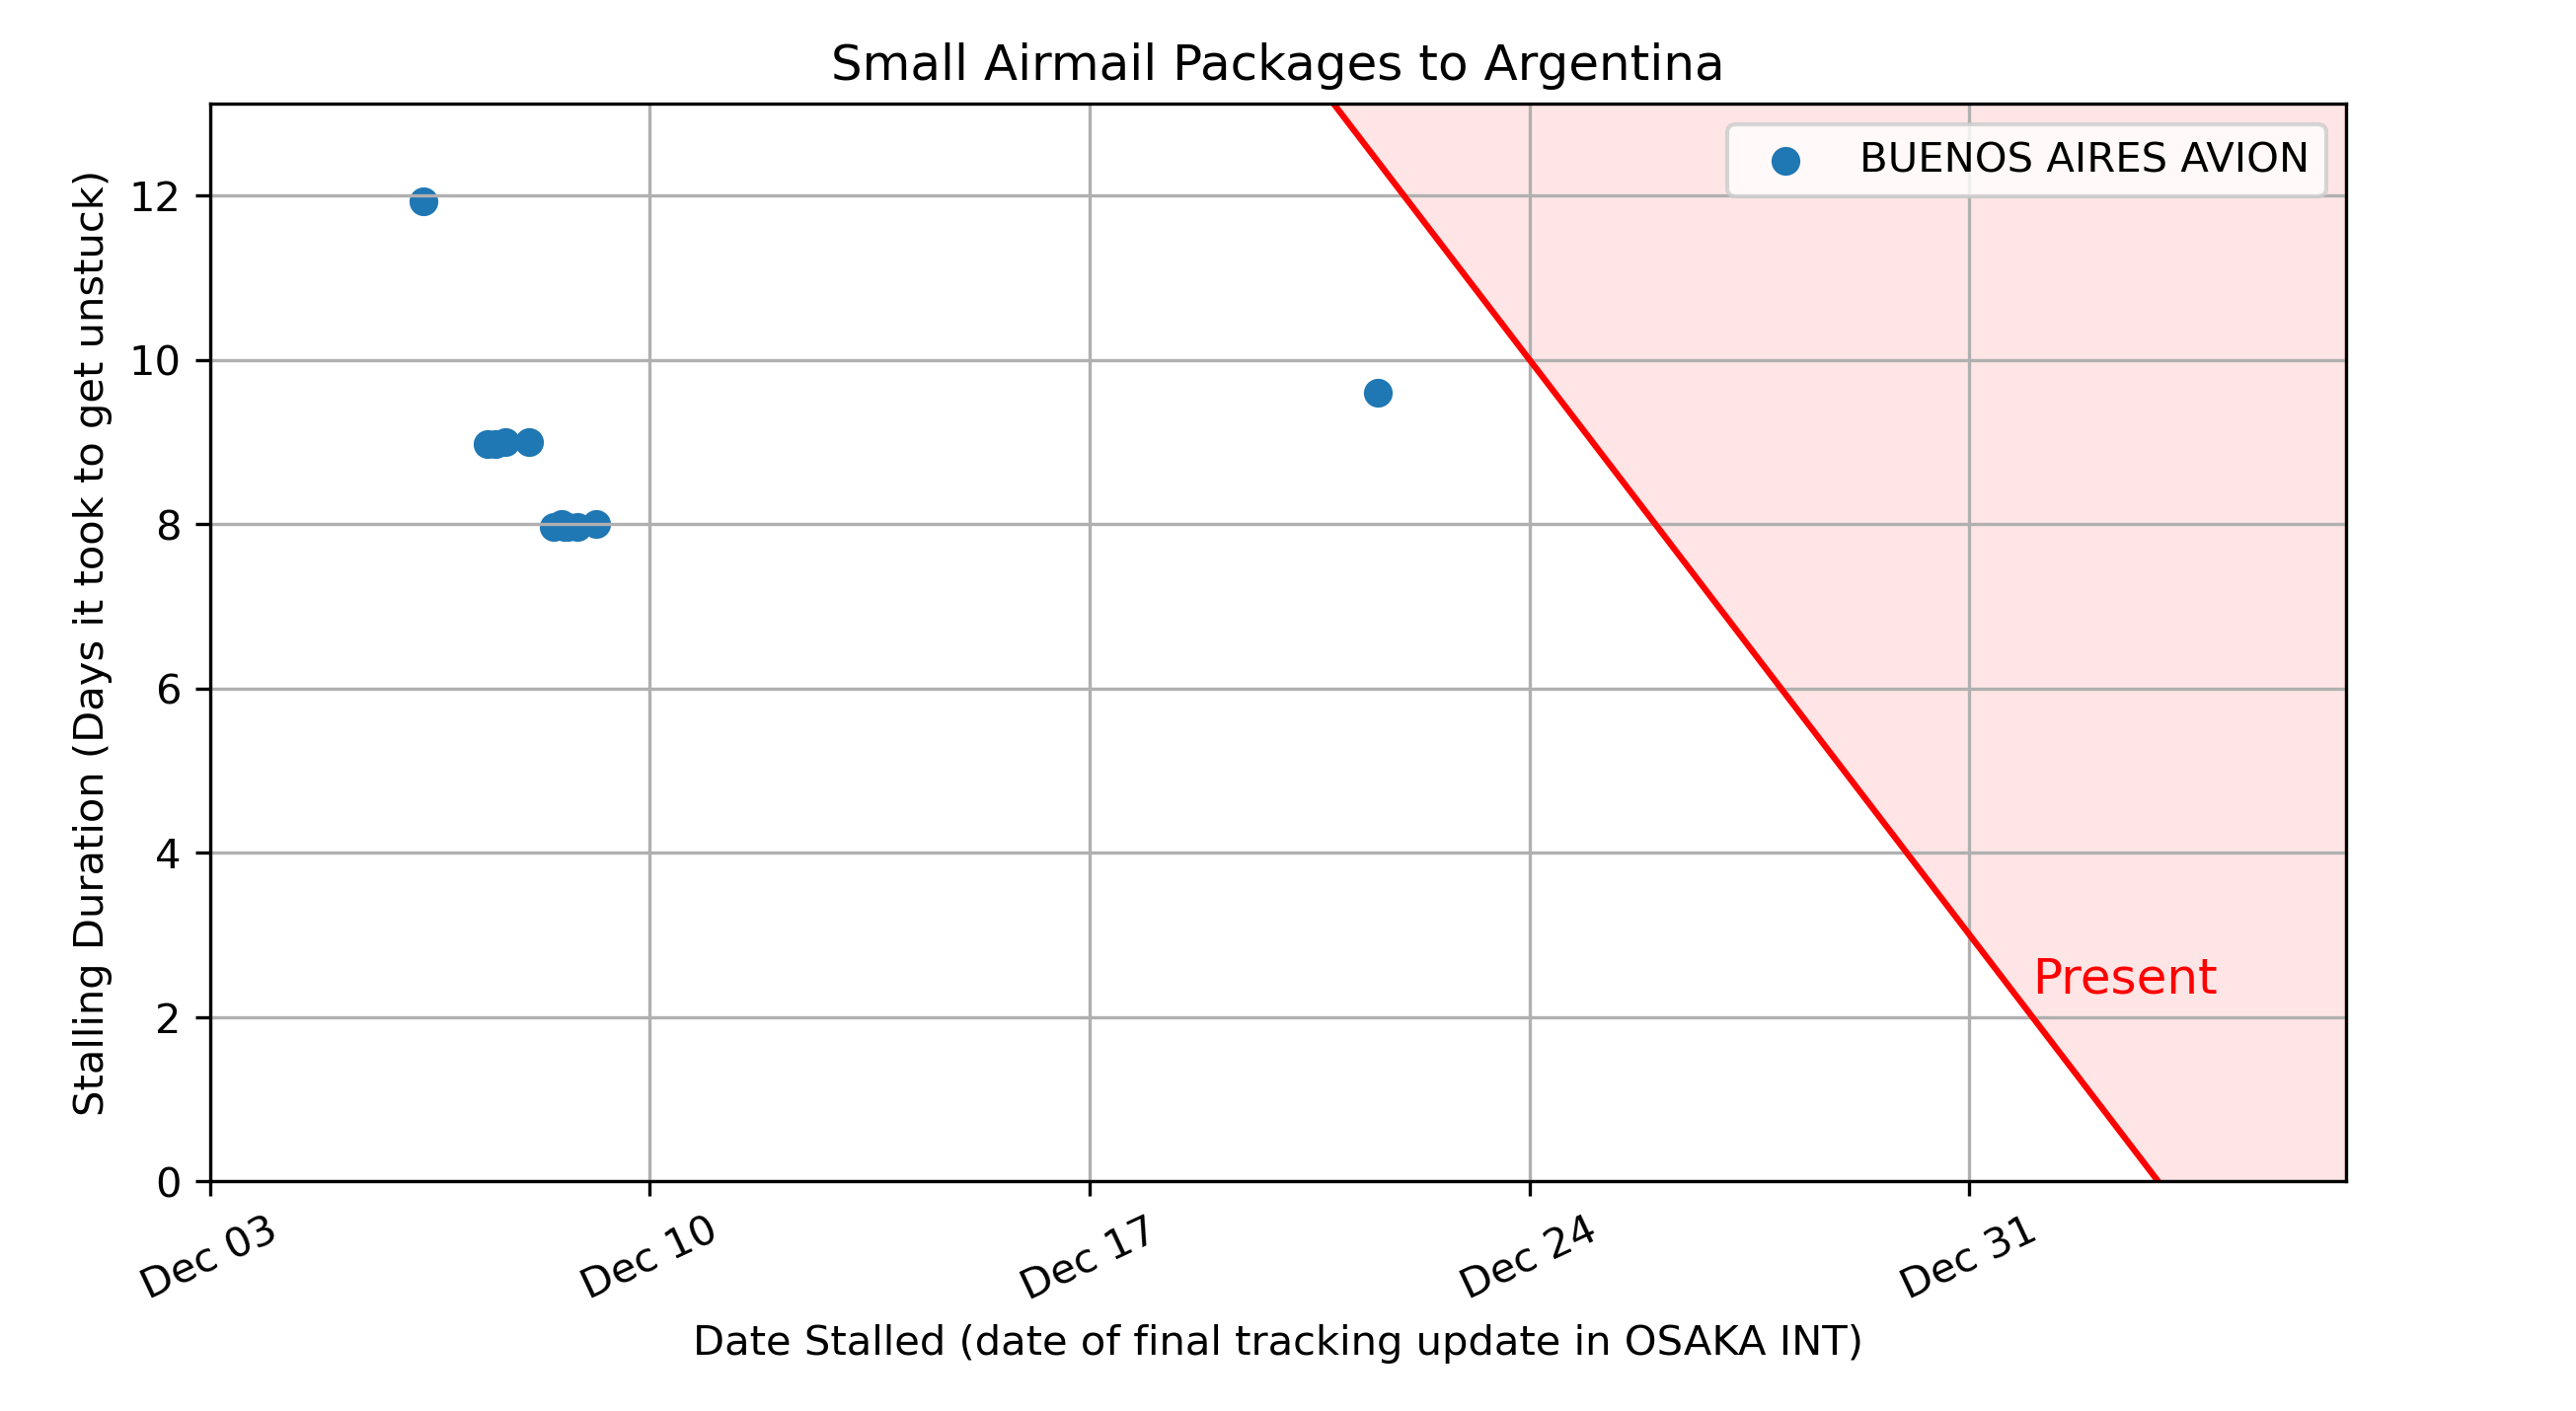 Small Airmail Packages to Argentina
BUENOS AIRES AVION
Stalling Duration (Days it took to get unstuck)
12
10
8
6
4
2
0
Present
Dec 03
Dec 10
Dec 17
Dec 24
Dec 31
Date Stalled (date of final tracking update in OSAKA INT)